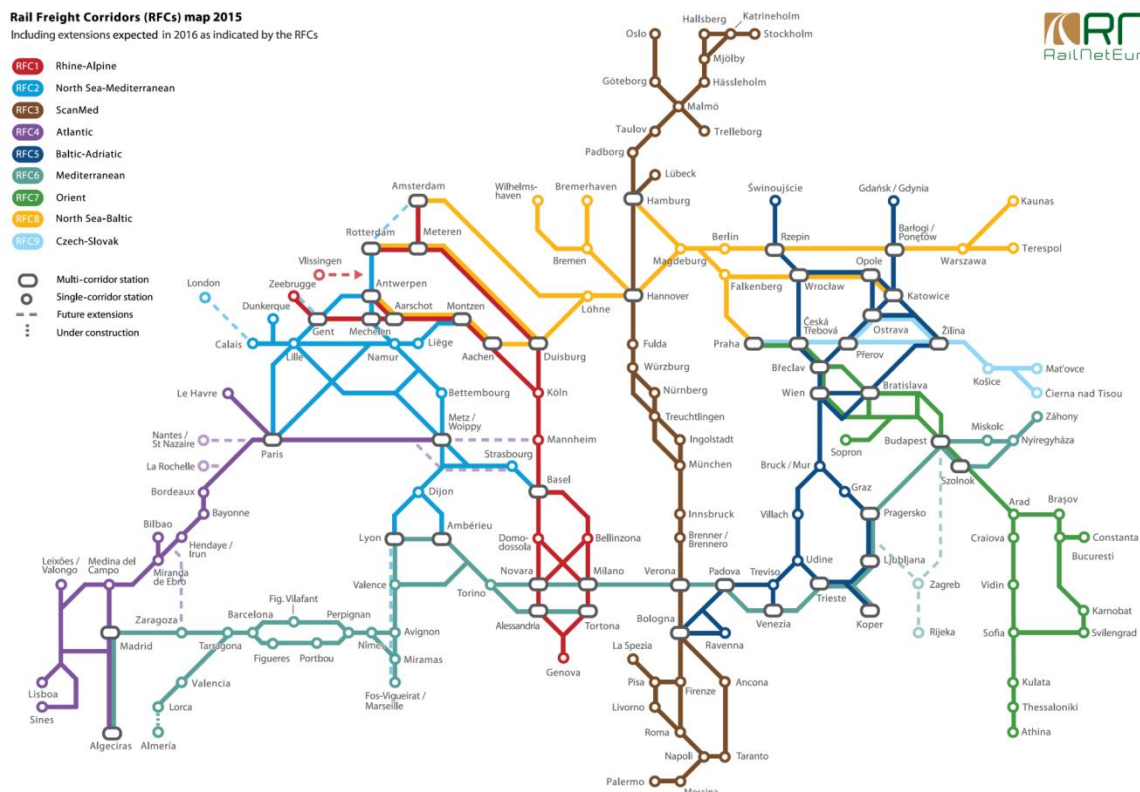 Rail Freight Corridors (RFCs) map 2015
Including extensions expected in 2016 as indicated by the RFCs
RFC1 Rhine-Alpine
RFC2 North Sea-Mediterranean
RFC3 ScanMed
RFC4 Atlantic
RFC5 Baltic-Adriatic
RFC6 Mediterranean
RFC7 Orient
RFC8 North Sea-Baltic
RFC9 Czech-Slovak
Multi-corridor station
Single-corridor station
Future extensions
Under construction
RailNetEur
Oslo
Hallsberg
Katrineholm
Stockholm
Mjölby
Göteborg
Hässleholm
Malmö
Taulov
Trelleborg
Padborg
Lübeck
Hamburg
Amsterdam
Wilhelms-
haven
Bremerhaven
Świnoujście
Gdańsk / Gdynia
Kaunas
Rotterdam
Meteren
Bremen
Magdeburg
Berlin
Rzepin
Barłogi /
Ponętów
Warszawa
Terespol
Vlissingen
London
Zeebrugge
Antwerpen
Dunkerque
Aarschot
Montzen
Löhne
Hannover
Falkenberg
Wrocław
Opole
Katowice
Gent
Mechelen
Calais
Lille
Namur
Liège
Aachen
Duisburg
Fulda
Praha
Česká
Třebová
Ostrava
Přerov
Žilina
Würzburg
Břeclav
Košice
Mat'ovce
Le Havre
Bettembourg
Köln
Nürnberg
Wien
Bratislava
Čierna nad Tisou
Treuchtlingen
Nantes /
St Nazaire
Paris
Metz /
Woippy
Mannheim
Ingolstadt
Sopron
Budapest
Miskolc
Záhony
Nyíregyháza
La Rochelle
Strasbourg
München
Bruck / Mur
Szolnok
Bordeaux
Dijon
Basel
Graz
Arad
Braşov
Bayonne
Innsbruck
Villach
Pragersko
Bilbao
Hendaye /
Irun
Lyon
Ambérieu
Domo-
dossola
Bellinzona
Brenner /
Brennero
Craiova
Constanta
Bucuresti
Leixões /
Valongo
Medina del
Campo
Miranda
de Ebro
Valence
Torino
Novara
Milano
Verona
Padova
Treviso
Udine
Ljubljana
Zagreb
Vidin
Zaragoza
Barcelona
Fig. Vilafant
Perpignan
Avignon
Alessandria
Tortona
Bologna
Venezia
Trieste
Koper
Rijeka
Karnobat
Madrid
Tarragona
Figueres
Portbou
Nîmes
Miramas
Genova
Ravenna
Sofia
Svilengrad
La Spezia
Lisboa
Valencia
Fos-Vigueirat /
Marseille
Pisa
Firenze
Ancona
Kulata
Sines
Lorca
Livorno
Thessaloniki
Algeciras
Almería
Roma
Athina
Napoli
Taranto
Palermo
Messina